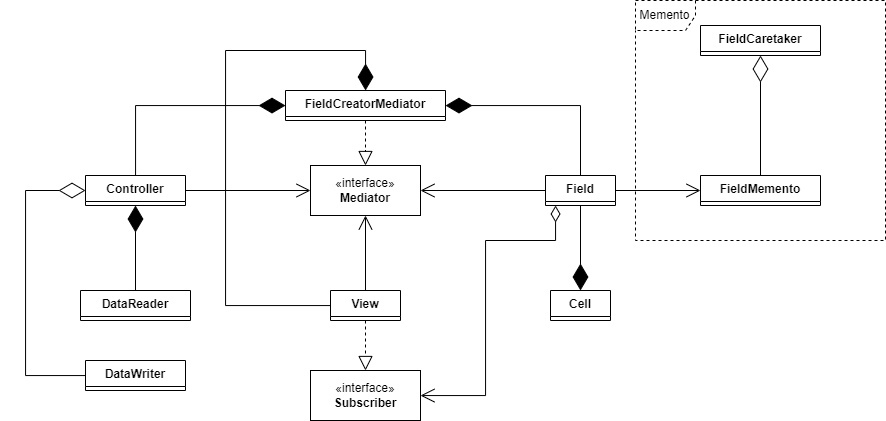 Memento
FieldCaretaker
FieldCreatorMediator
«interface»
Mediator
Controller
Field
FieldMemento
DataReader
View
Cell
DataWriter
«interface»
Subscriber